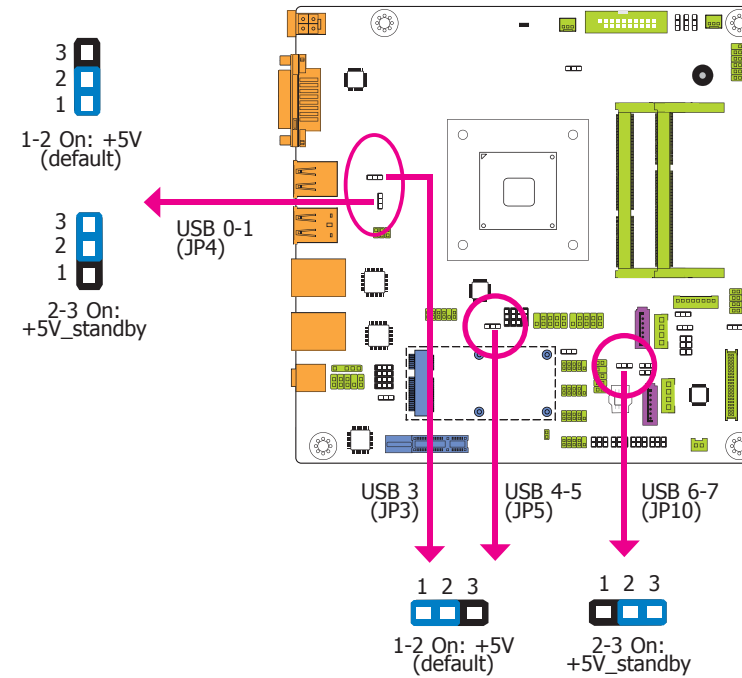 3
2
1
1-2 On: +5V
(default)
USB 0-1
(JP4)
3
2
1
2-3 On:
+5V_standby
USB 3
(JP3)
USB 4-5
(JP5)
USB 6-7
(JP10)
1 2 3
1-2 On: +5V
(default)
1 2 3
2-3 On:
+5V_standby